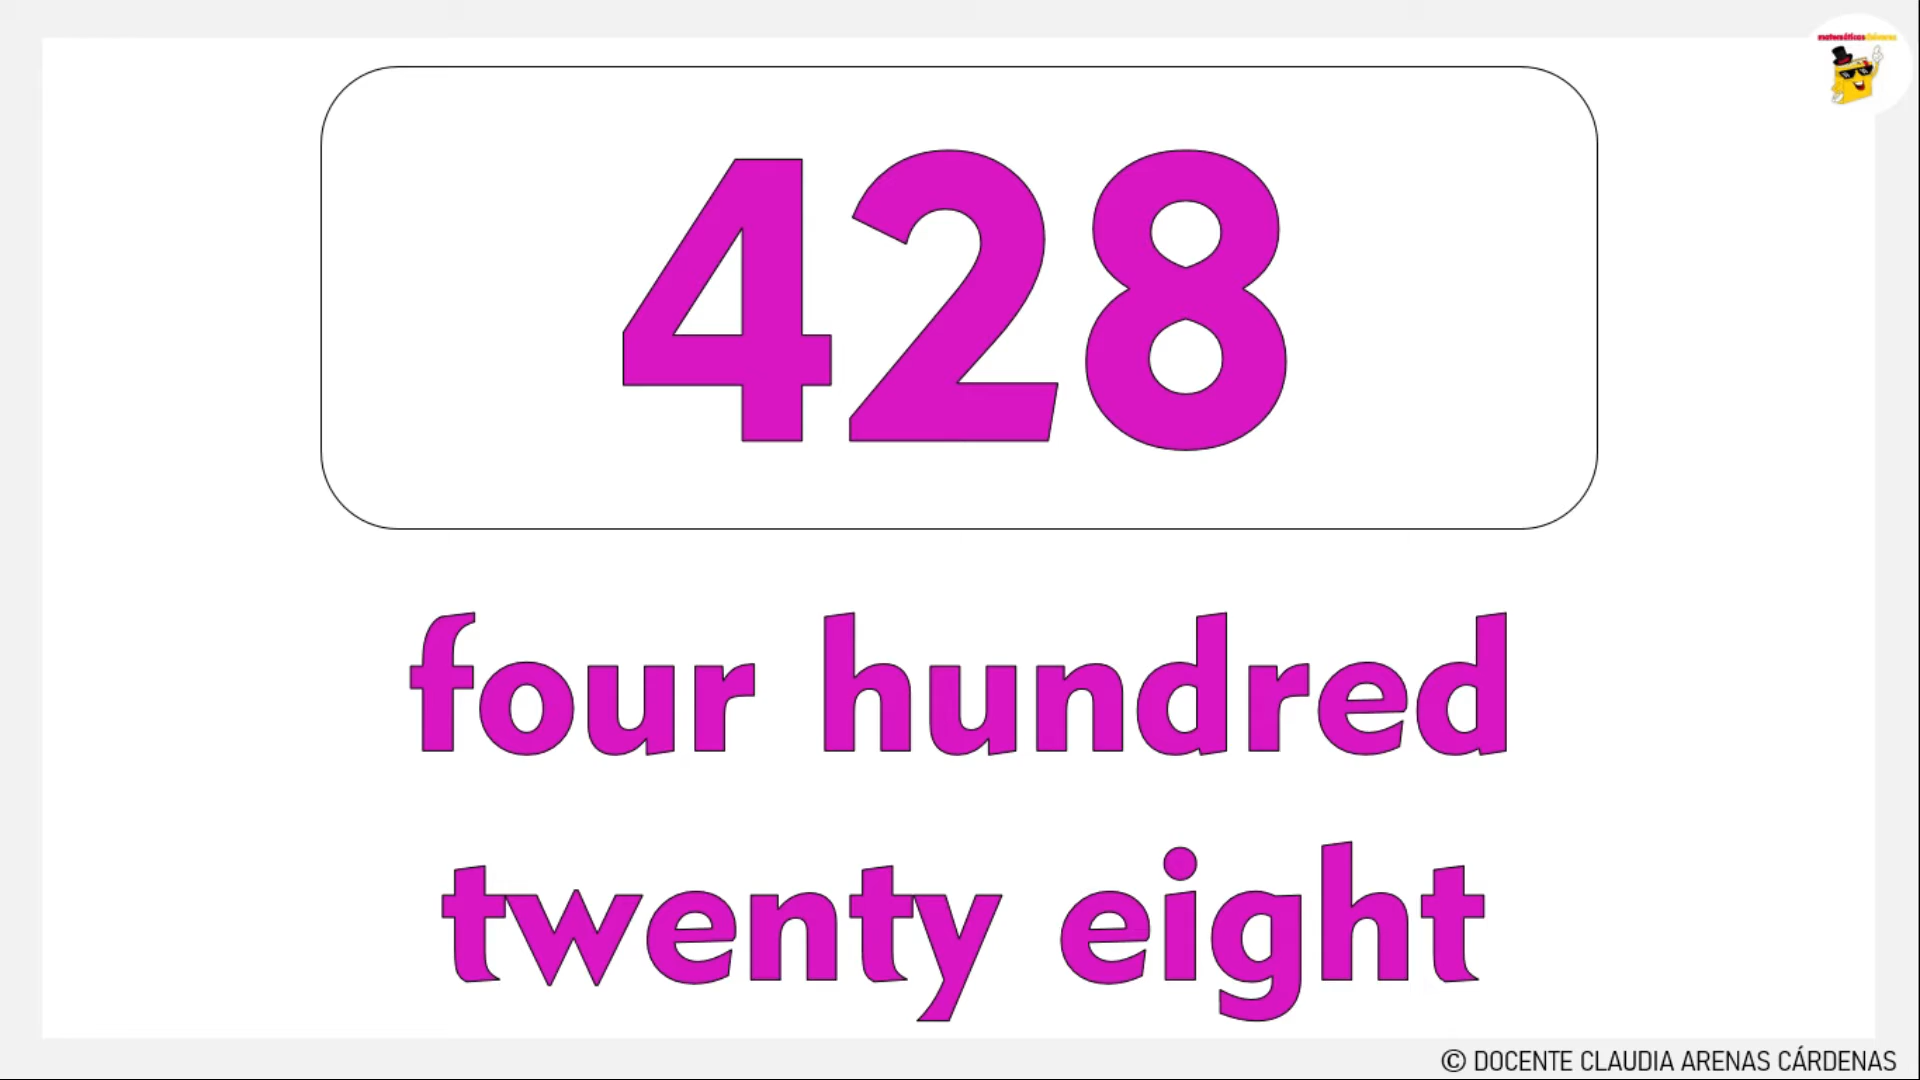 428
four hundred
twenty eight
© DOCENTE CLAUDIA ARENAS CÁRDENAS